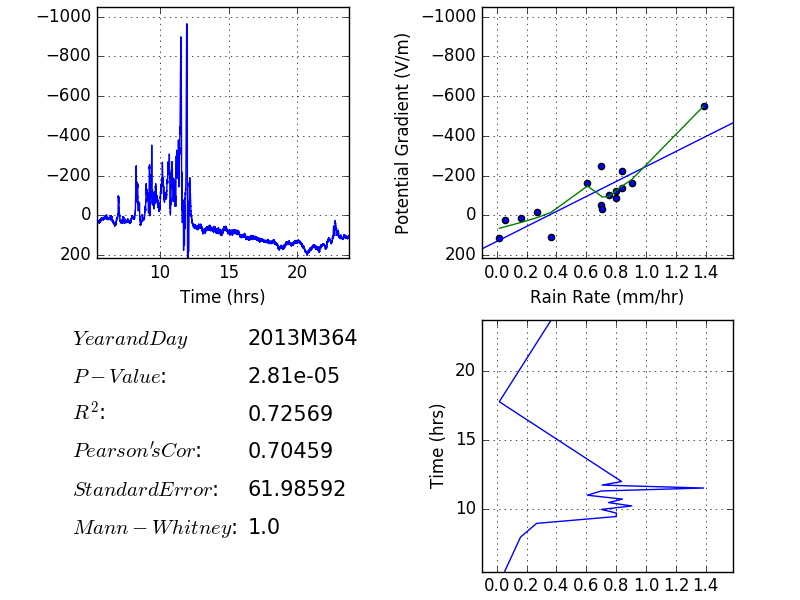 −1000
−800
−600
−400
−200
0
200
10 15 20
Time (hrs)
Potential Gradient (V/m)
−1000
−800
−600
−400
−200
0
200
0.0 0.2 0.4 0.6 0.8 1.0 1.2 1.4
Rain Rate (mm/hr)
YearandDay 2013M364
P−Value: 2.81e-05
R²: 0.72569
Pearson'sCor: 0.70459
StandardError: 61.98592
Mann−Whitney: 1.0
Time (hrs)
20
15
10
0.0 0.2 0.4 0.6 0.8 1.0 1.2 1.4